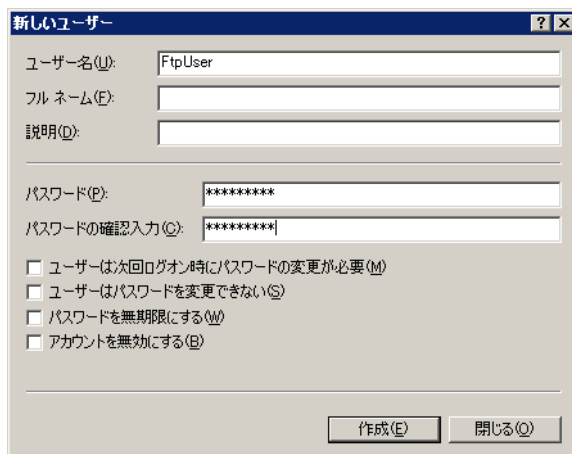 新しいユーザー
ユーザー名(U): FtpUser
フル ネーム(F):
説明(D):
パスワード(P): *********
パスワードの確認入力(C): *********
ユーザーは次回ログオン時にパスワードの変更が必要(M)
ユーザーはパスワードを変更できない(S)
パスワードを無期限にする(W)
アカウントを無効にする(B)
作成(E) 閉じる(O)